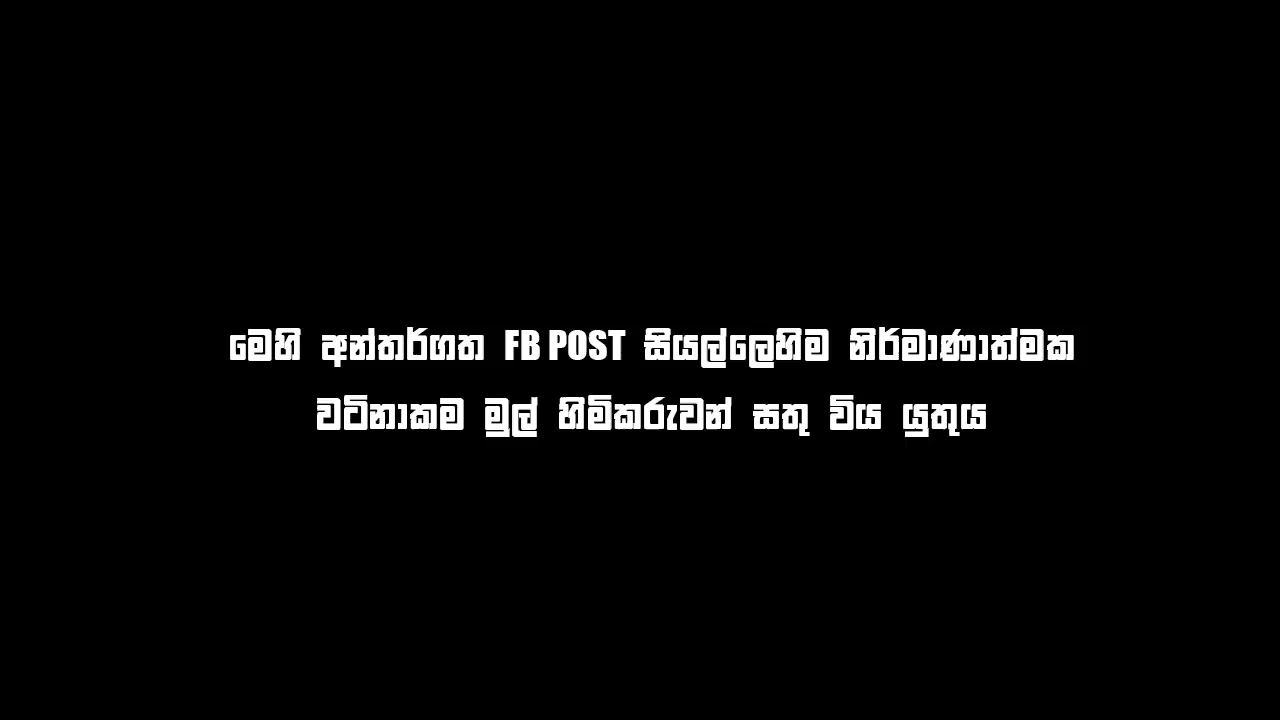 මෙහි අන්තර්ගත FB POST සියල්ලෙහිම නිර්මාණාත්මක
වටිනාකම මුල් හිමිකරුවන් සතු විය යුතුය